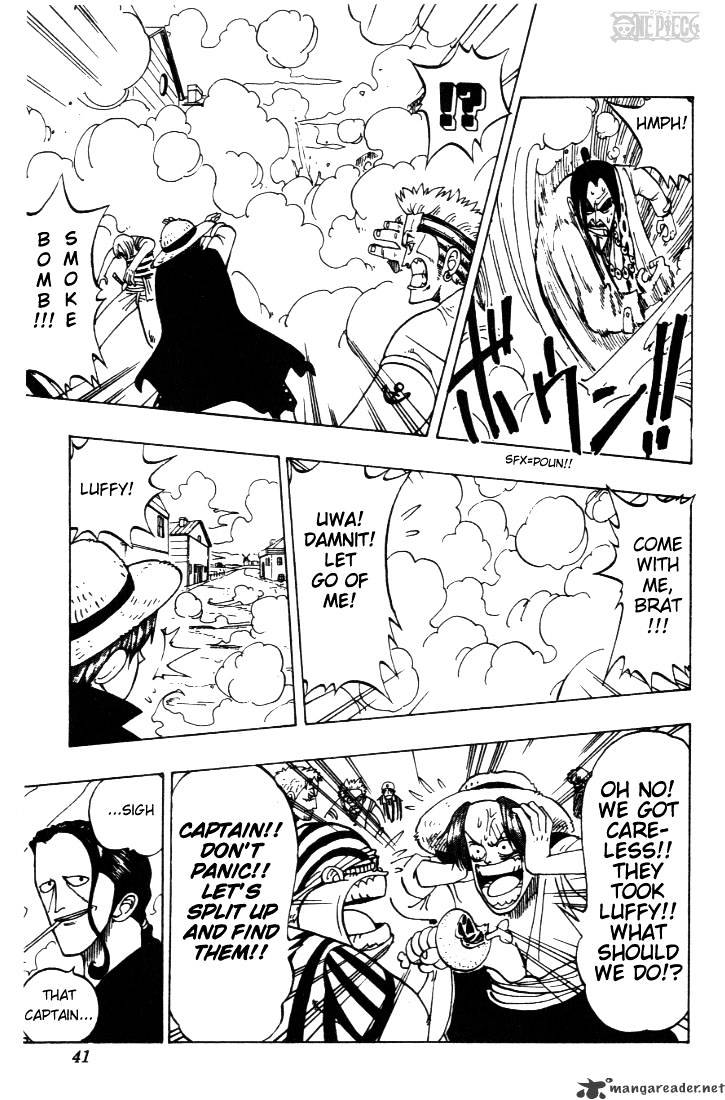 ONE PIECE
HMPH!
ボウン!!
SFX=POUN!!
!?
SMOKE
BOMB!!!
COME
WITH
ME,
BRAT
!!!
UWA!
DAMNIT!
LET
GO OF
ME!
LUFFY!
OH NO!
WE GOT
CARE-
LESS!!
THEY
TOOK
LUFFY!!
WHAT
SHOULD
WE DO!?
CAPTAIN!!
DON'T
PANIC!!
LET'S
SPLIT UP
AND FIND
THEM!!
...SIGH
THAT
CAPTAIN...
41
mangareader.net